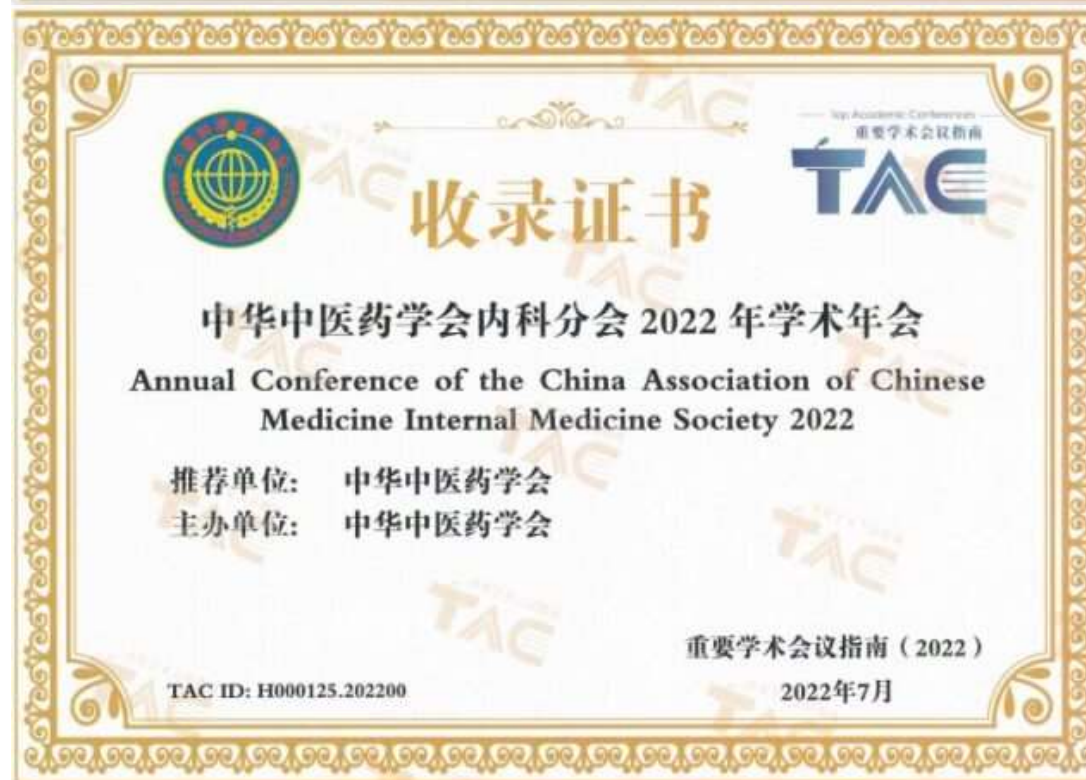 Top Academic Conferences
重要学术会议指南
TAC
收录证书
中华中医药学会内科分会 2022 年学术年会
Annual Conference of the China Association of Chinese
Medicine Internal Medicine Society 2022
推荐单位: 中华中医药学会
主办单位: 中华中医药学会
重要学术会议指南（2022）
TAC ID: H000125.202200
2022年7月